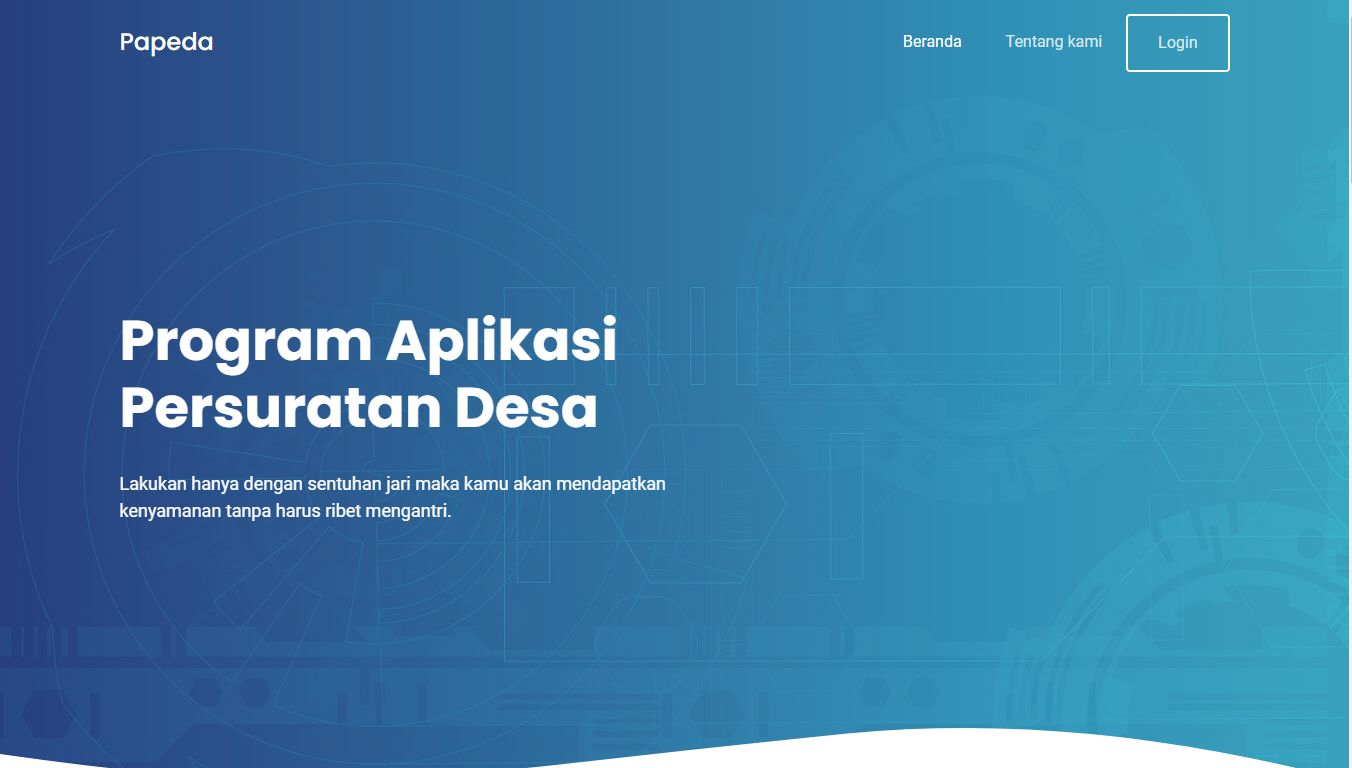 Papeda
Beranda
Tentang kami
Login
Program Aplikasi
Persuratan Desa
Lakukan hanya dengan sentuhan jari maka kamu akan mendapatkan
kenyamanan tanpa harus ribet mengantri.